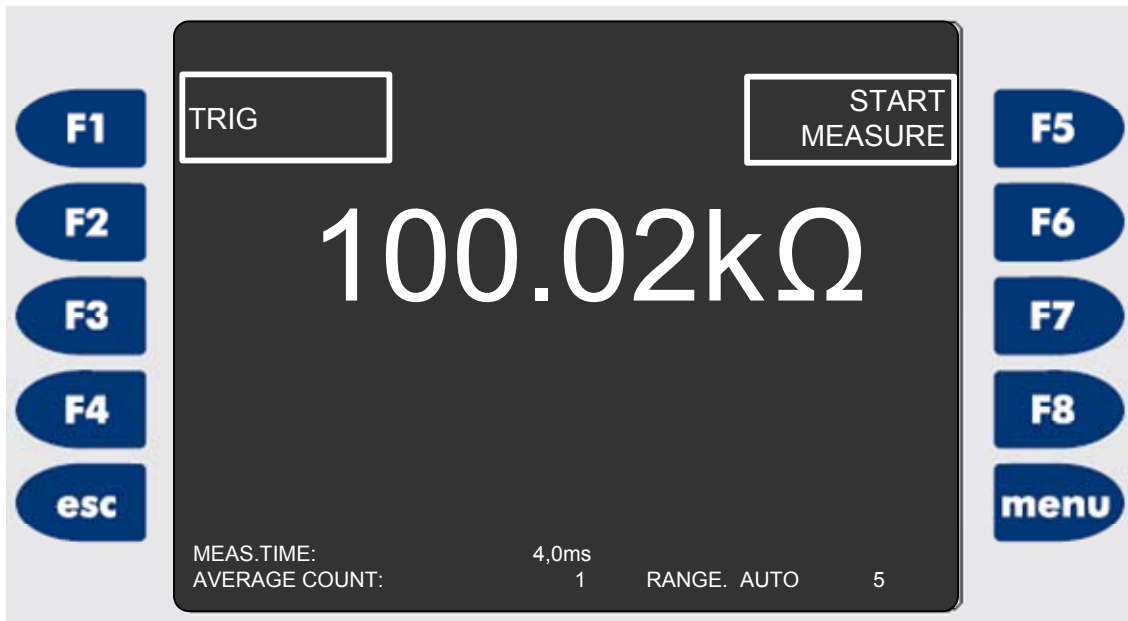 F1
TRIG
START
MEASURE
F5
F2
100.02kΩ
F6
F3
F7
F4
F8
esc
menu
MEAS.TIME: 4,0ms
AVERAGE COUNT: 1 RANGE. AUTO 5